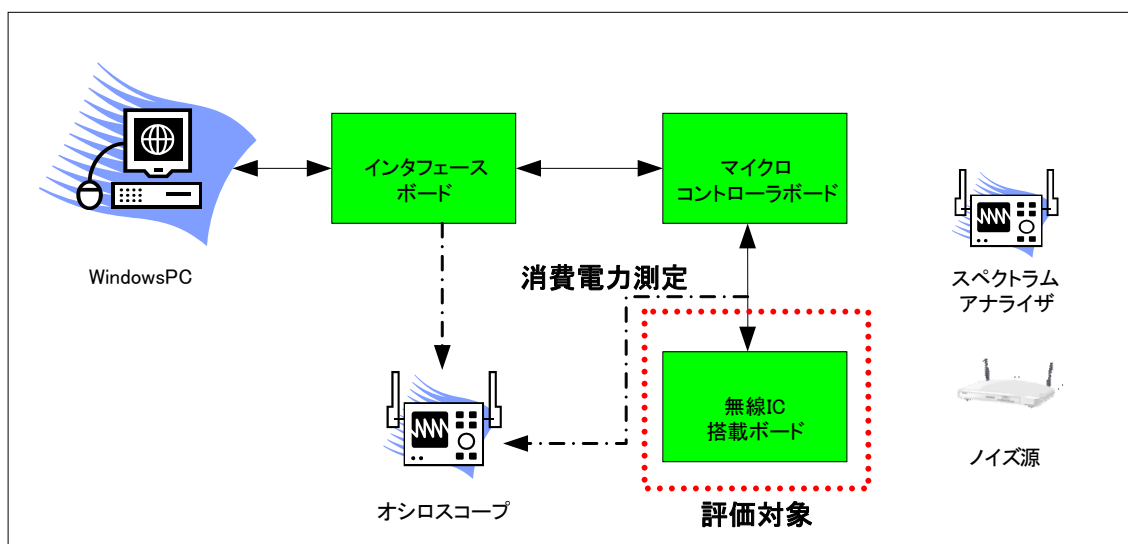 インタフェース
ボード
マイクロ
コントローラボード
WindowsPC
消費電力測定
スペクトラム
アナライザ
無線IC
搭載ボード
ノイズ源
オシロスコープ
評価対象